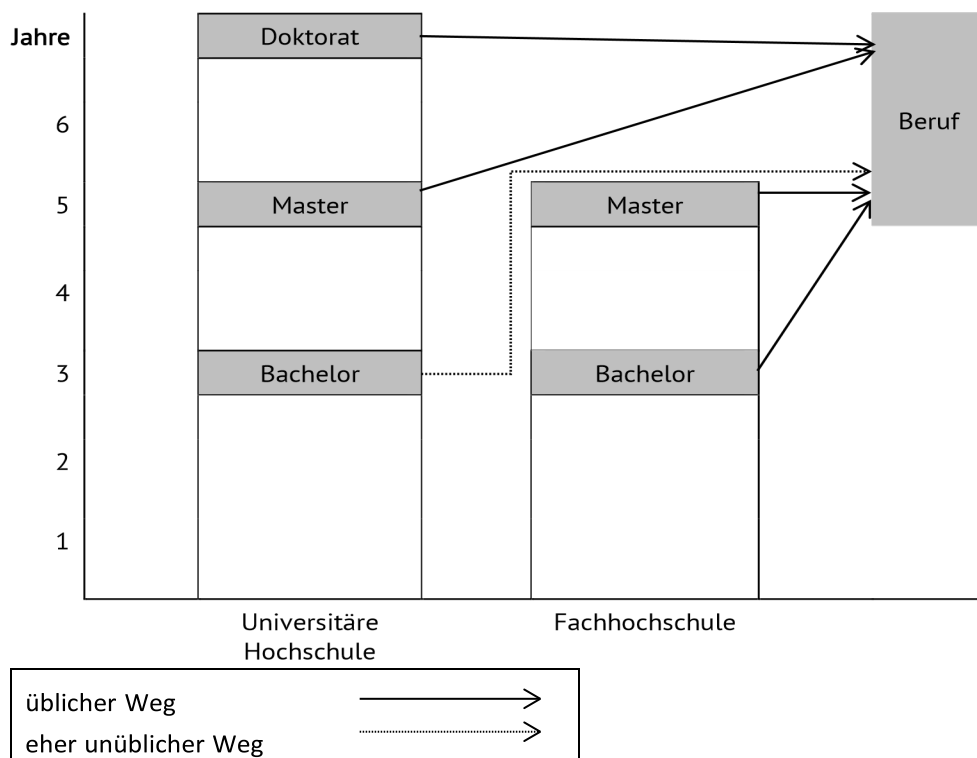 Jahre
Doktorat
6
Beruf
5
Master
Master
4
3
Bachelor
Bachelor
2
1
Universitäre
Hochschule
Fachhochschule
üblicher Weg
eher unüblicher Weg